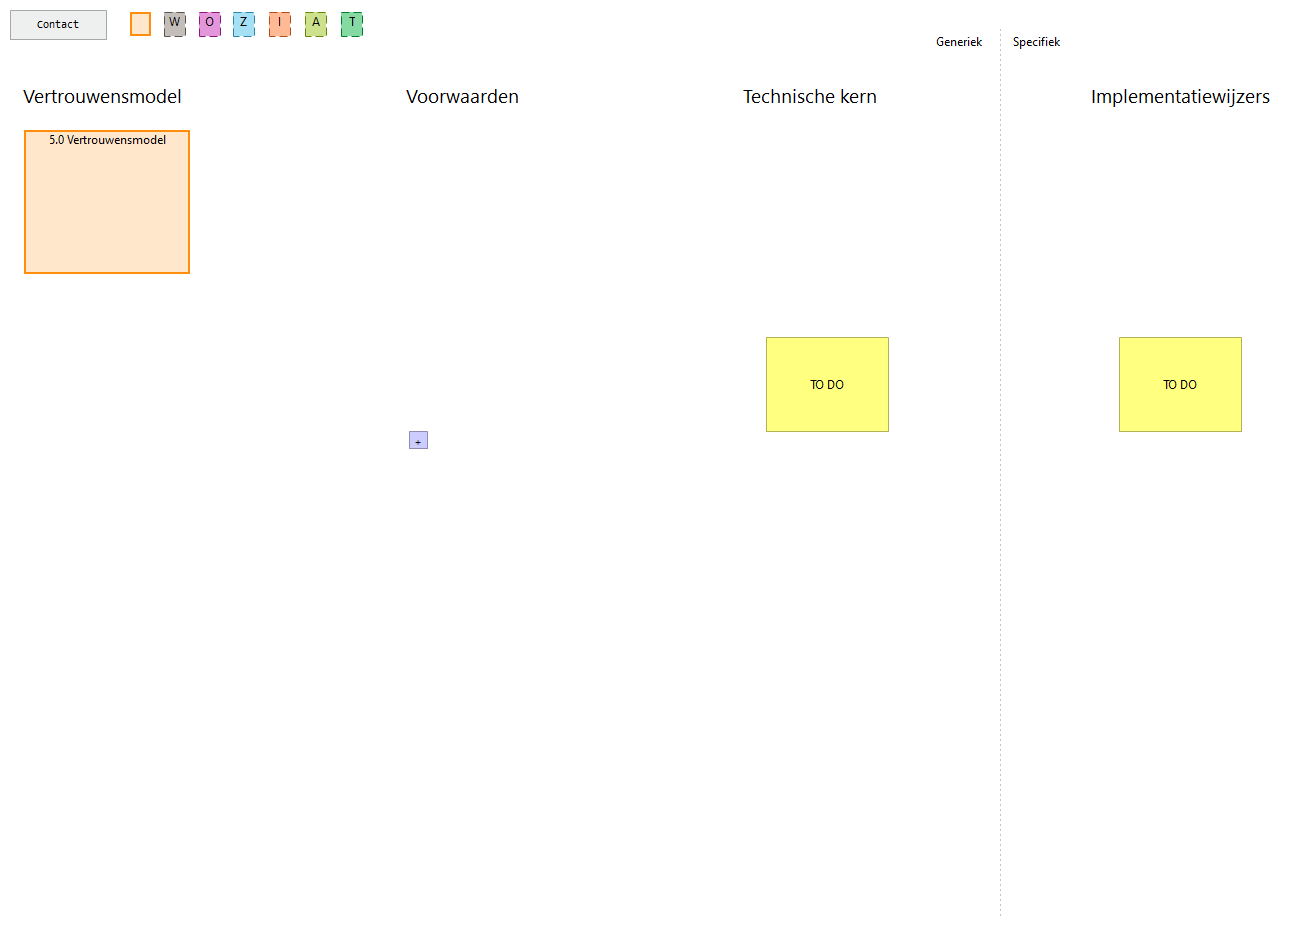 Contact
W O Z I A T
Generiek Specifiek
Vertrouwensmodel Voorwaarden Technische kern Implementatiewijzers
5.0 Vertrouwensmodel
TO DO TO DO
+